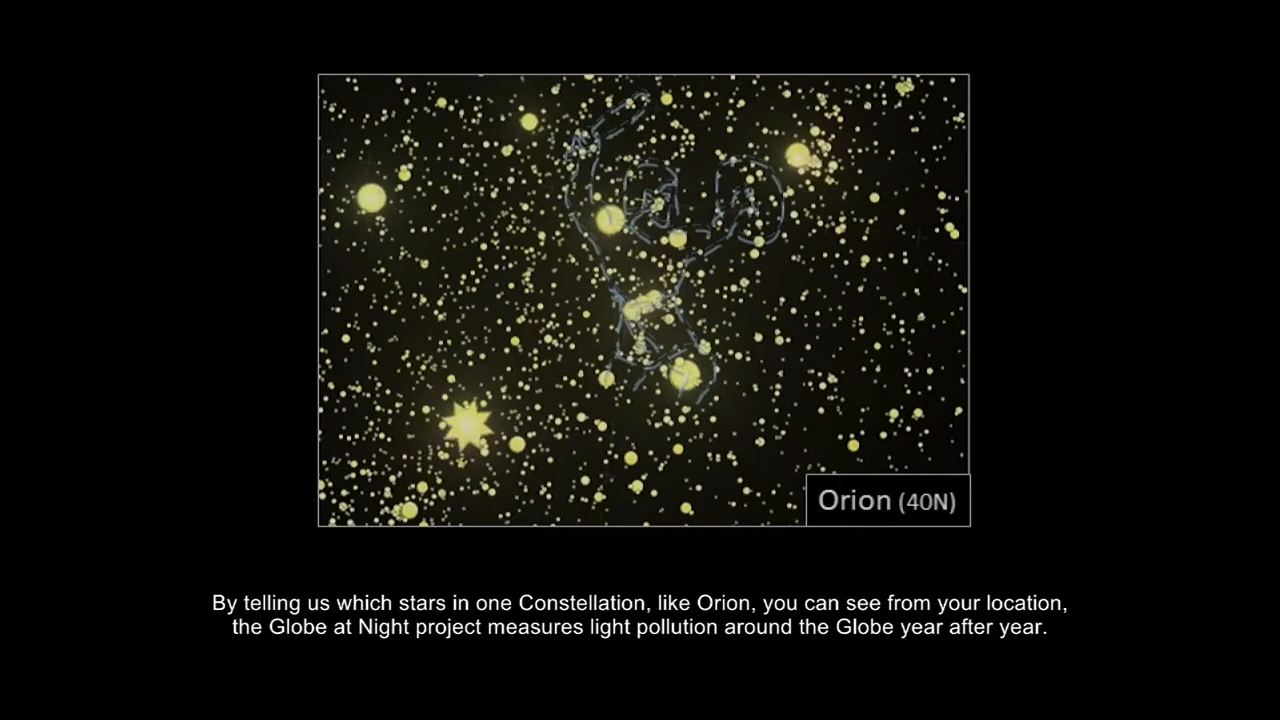 Orion (40N)
By telling us which stars in one Constellation, like Orion, you can see from your location,
the Globe at Night project measures light pollution around the Globe year after year.